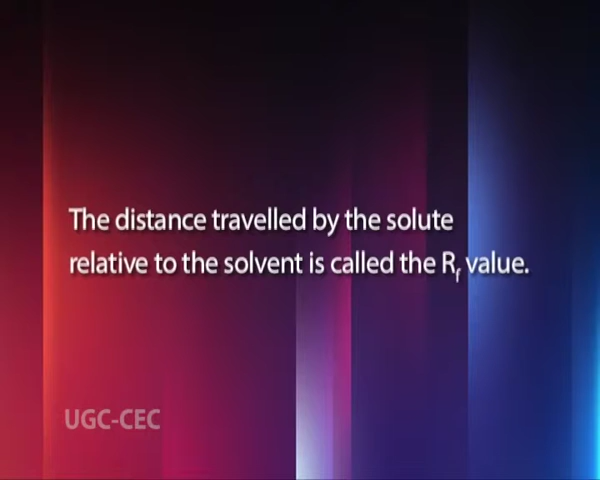 The distance travelled by the solute
relative to the solvent is called the Rf value.
UGC-CEC